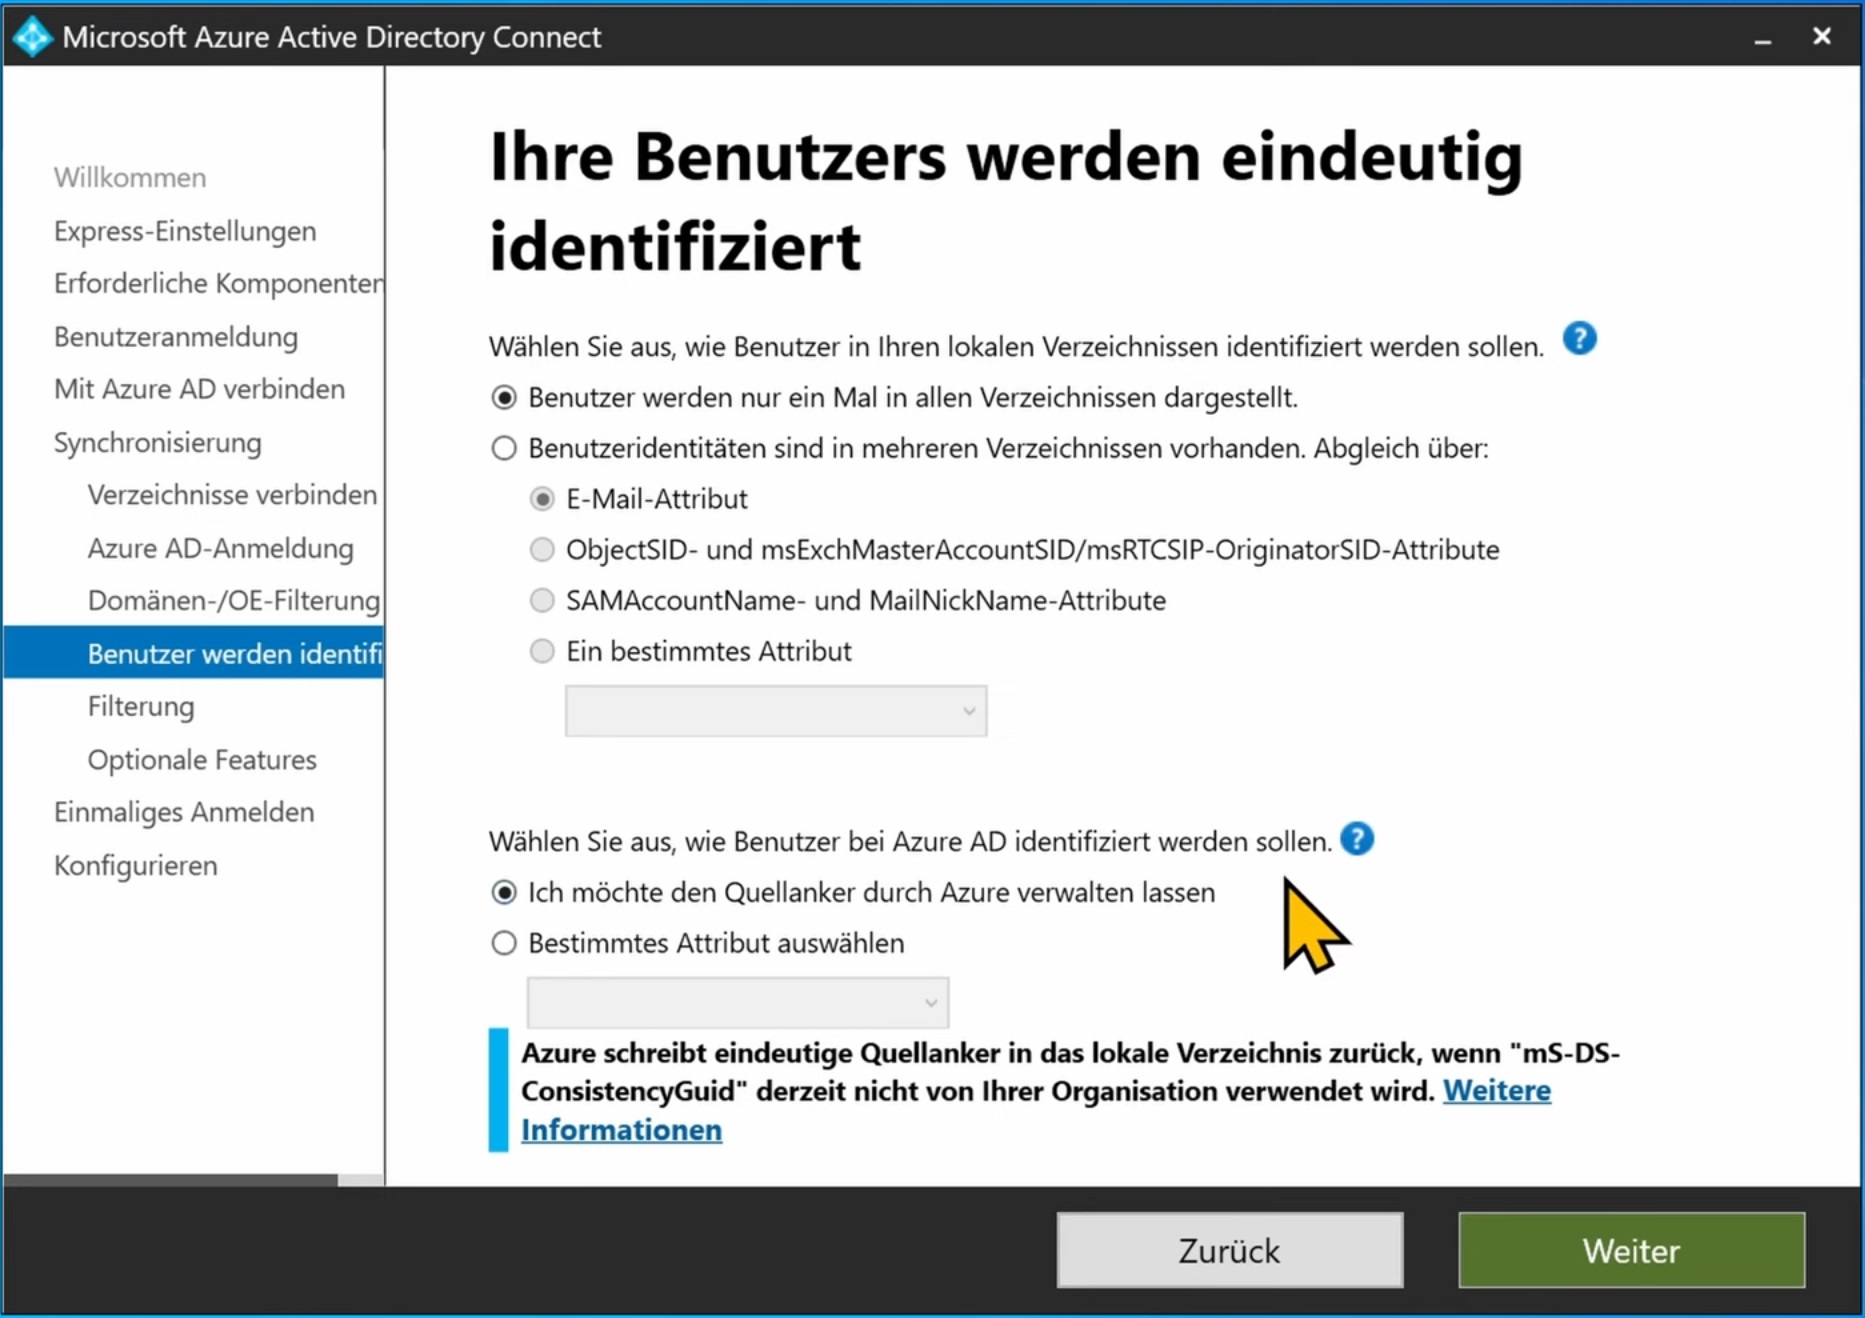 Microsoft Azure Active Directory Connect
Willkommen
Express-Einstellungen
Erforderliche Komponenten
Benutzeranmeldung
Mit Azure AD verbinden
Synchronisierung
Verzeichnisse verbinden
Azure AD-Anmeldung
Domänen-/OE-Filterung
Benutzer werden identifi
Filterung
Optionale Features
Einmaliges Anmelden
Konfigurieren
Ihre Benutzers werden eindeutig
identifiziert
Wählen Sie aus, wie Benutzer in Ihren lokalen Verzeichnissen identifiziert werden sollen. ?
Benutzer werden nur ein Mal in allen Verzeichnissen dargestellt.
Benutzeridentitäten sind in mehreren Verzeichnissen vorhanden. Abgleich über:
E-Mail-Attribut
ObjectSID- und msExchMasterAccountSID/msRTCSIP-OriginatorSID-Attribute
SAMAccountName- und MailNickName-Attribute
Ein bestimmtes Attribut
Wählen Sie aus, wie Benutzer bei Azure AD identifiziert werden sollen. ?
Ich möchte den Quellanker durch Azure verwalten lassen
Bestimmtes Attribut auswählen
Azure schreibt eindeutige Quellanker in das lokale Verzeichnis zurück, wenn "mS-DS-
ConsistencyGuid" derzeit nicht von Ihrer Organisation verwendet wird. Weitere
Informationen
Zurück
Weiter